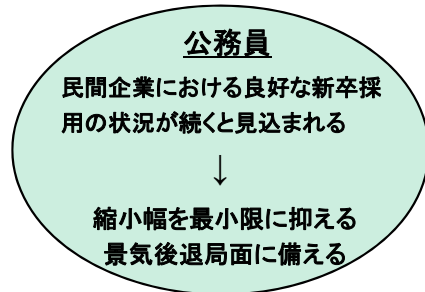 公務員
民間企業における良好な新卒採
用の状況が続くと見込まれる
↓
縮小幅を最小限に抑える
景気後退局面に備える